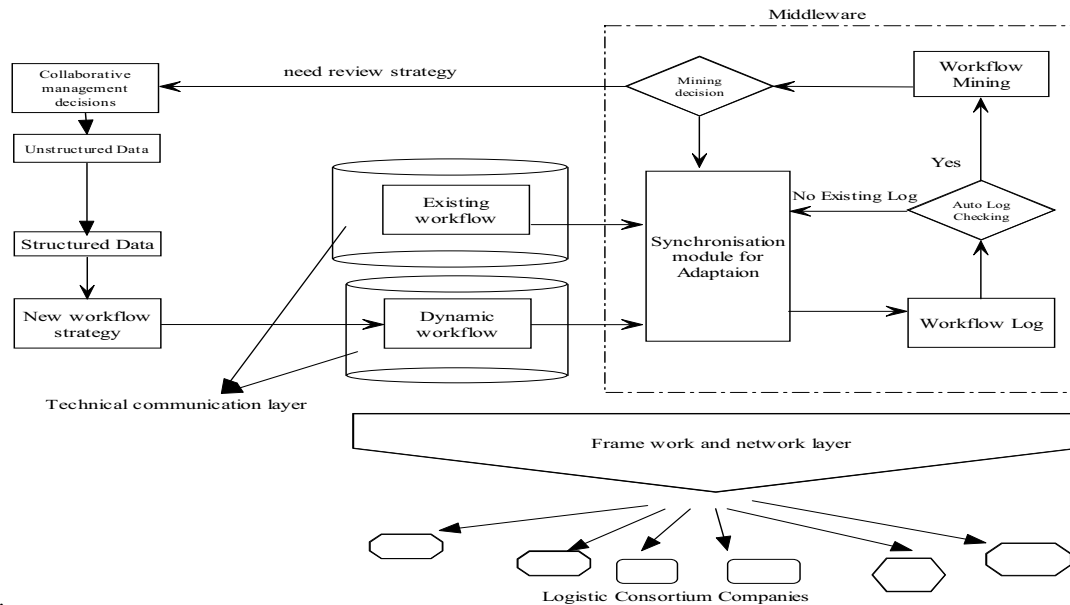 Middleware
need review strategy
Collaborative
management
decisions
Mining
decision
Workflow
Mining
Unstructured Data
Yes
Existing
workflow
No Existing Log
Auto Log
Checking
Structured Data
Synchronisation
module for
Adaptaion
New workflow
strategy
Dynamic
workflow
Workflow Log
Technical communication layer
Frame work and network layer
Logistic Consortium Companies